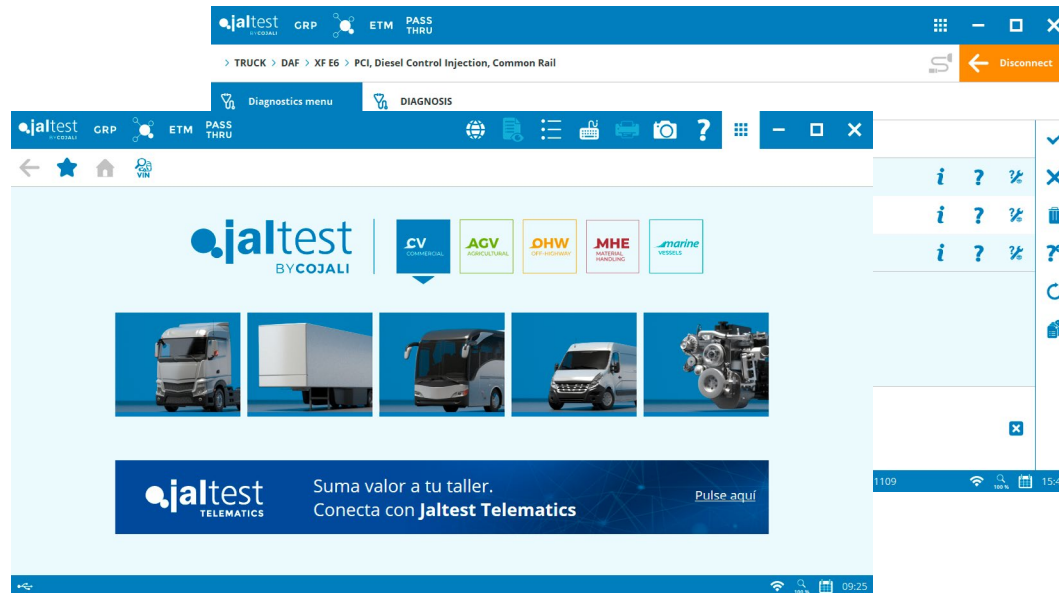 jaltest GRP ETM PASS THRU
BY COJALI
> TRUCK > DAF > XF E6 > PCI, Diesel Control Injection, Common Rail
Disconnect
Diagnostics menu
DIAGNOSIS
jaltest GRP ETM PASS THRU
BY COJALI
VIN
jaltest
BYCOJALI
CV
COMMERCIAL
AGV
AGRICULTURAL
OHW
OFF-HIGHWAY
MHE
MATERIAL
HANDLING
marine
VESSELS
jaltest
TELEMATICS
Suma valor a tu taller.
Conecta con Jaltest Telematics
Pulse aquí
1109
100 %
15:4
100 %
09:25